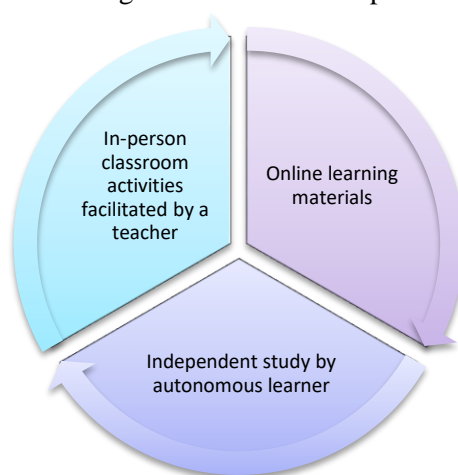 In-person
classroom
activities
facilitated by a
teacher
Online learning
materials
Independent study by
autonomous learner